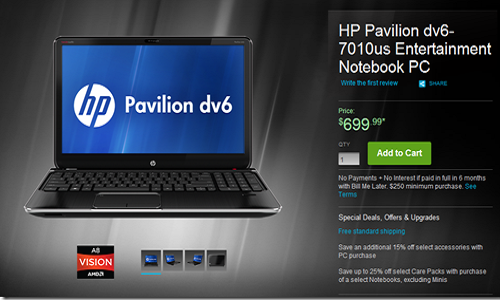 HP Pavilion dv6-
7010us Entertainment
Notebook PC
Write the first review
SHARE
Price:
$699.99*
QTY
1
Add to Cart
No Payments + No Interest if paid in full in 6 months
with Bill Me Later. $250 minimum purchase. See
Terms
Special Deals, Offers & Upgrades
Free standard shipping
Save an additional 15% off select accessories with
PC purchase
Save up to 25% off select Care Packs with purchase
of a select Notebooks, excluding Minis
hp Pavilion dv6
hp
A8
VISION
AMD